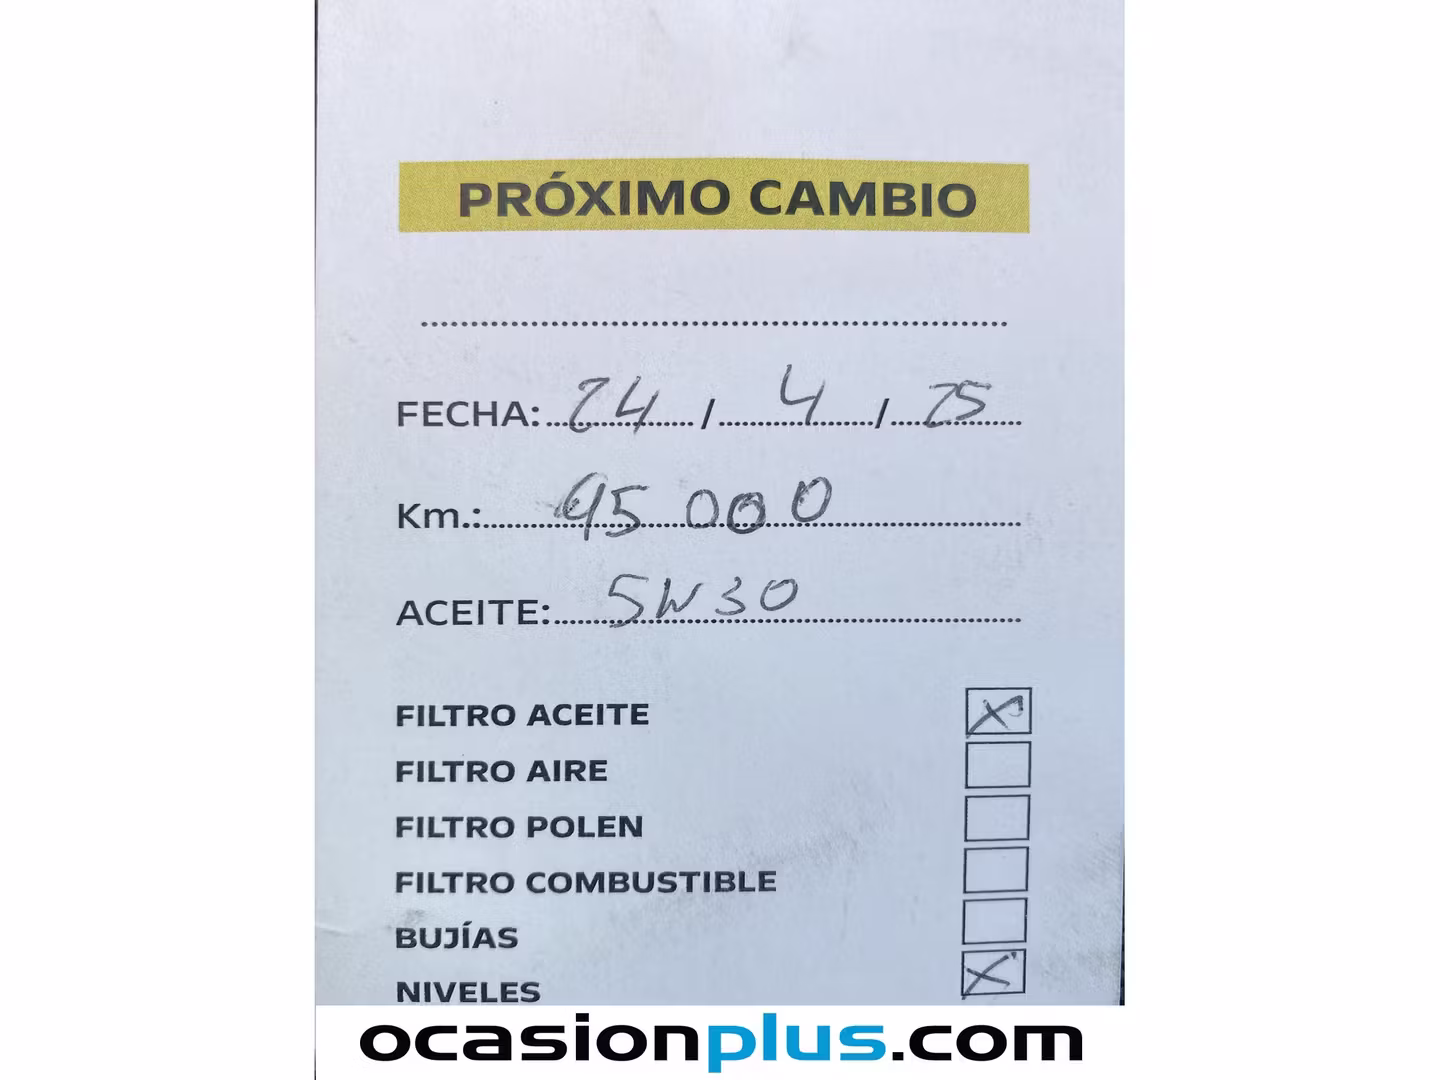 PRÓXIMO CAMBIO
FECHA: 24 / 4 / 25
Km.: 95 000
ACEITE: 5W30
FILTRO ACEITE X
FILTRO AIRE
FILTRO POLEN
FILTRO COMBUSTIBLE
BUJÍAS
NIVELES X
ocasionplus.com